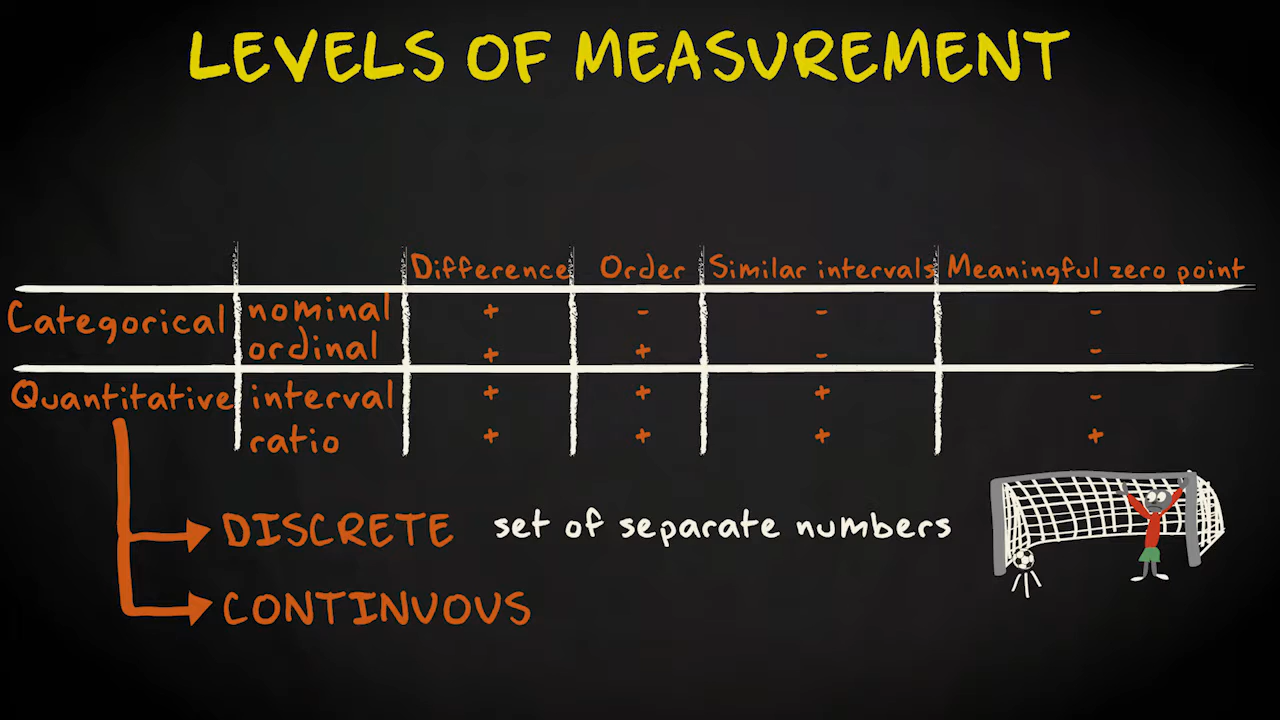 LEVELS OF MEASUREMENT
Difference Order Similar intervals Meaningful zero point
Categorical nominal + - - -
ordinal + + - -
Quantitative interval + + + -
ratio + + + +
DISCRETE set of separate numbers
CONTINUOUS